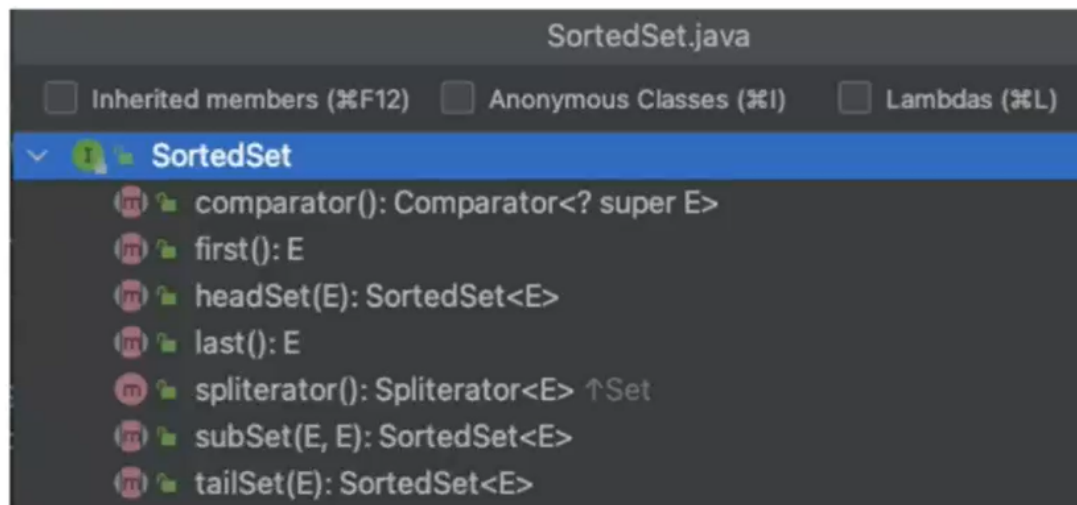 SortedSet.java
Inherited members (⌘F12) Anonymous Classes (⌘I) Lambdas (⌘L)
I SortedSet
m comparator(): Comparator<? super E>
m first(): E
m headSet(E): SortedSet<E>
m last(): E
m spliterator(): Spliterator<E> ↑Set
m subSet(E, E): SortedSet<E>
m tailSet(E): SortedSet<E>